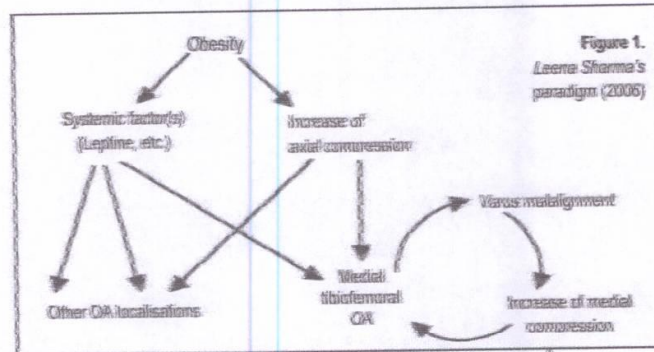 Obesity
Figure 1.
Leena Sharma's
paradigm (2006)
Systemic factor(s)
(Leptine, etc.)
Increase of
axial compression
Varus malalignment
Other OA localisations
Medial
tibiofemoral
OA
Increase of medial
compression